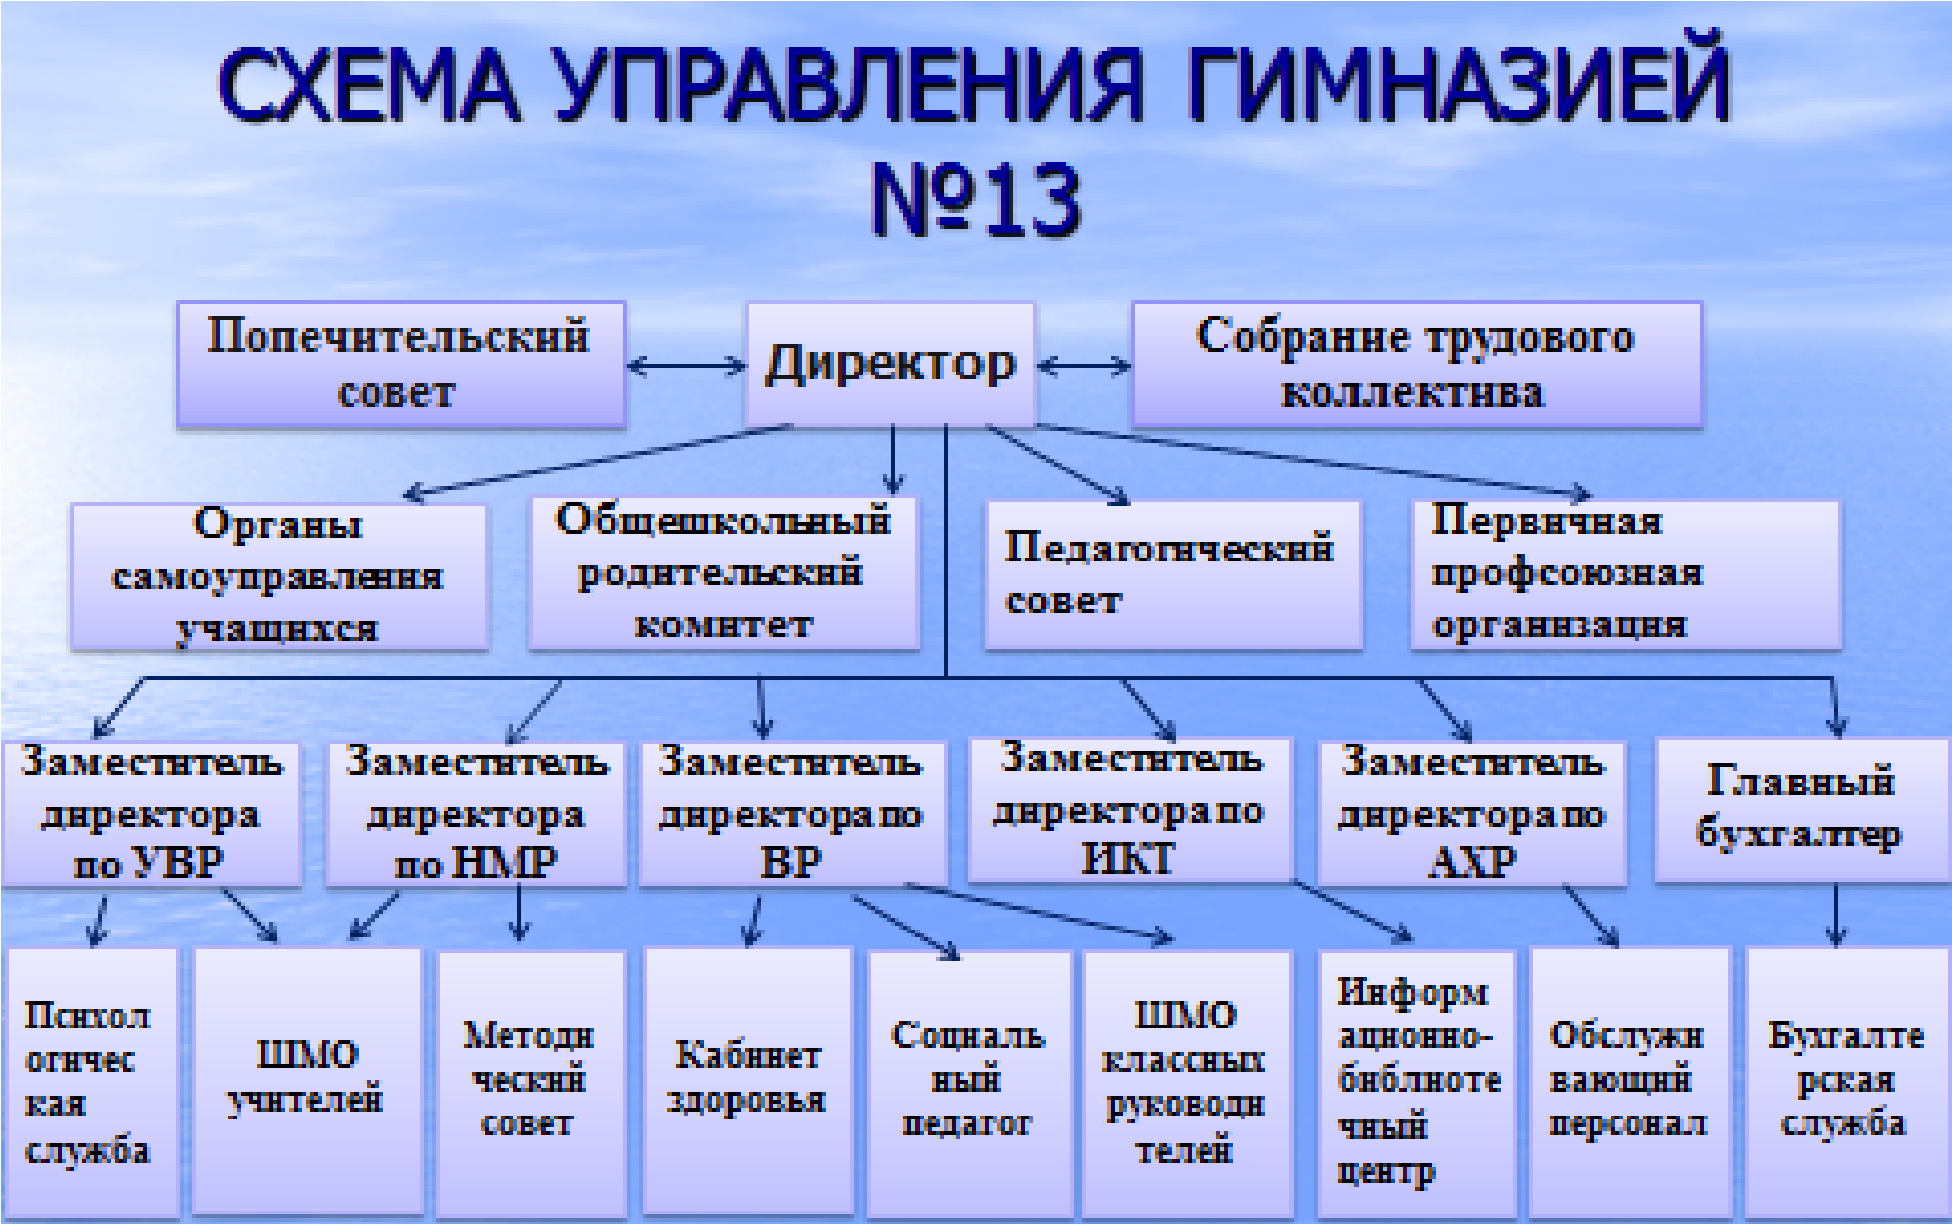 СХЕМА УПРАВЛЕНИЯ ГИМНАЗИЕЙ
№13
Попечительский
совет
Директор
Собрание трудового
коллектива
Органы
самоуправления
учащихся
Общешкольный
родительский
комитет
Педагогический
совет
Первичная
профсоюзная
организация
Заместитель
директора
по УВР
Заместитель
директора
по НМР
Заместитель
директора по
ВР
Заместитель
директора по
ИКТ
Заместитель
директора по
АХР
Главный
бухгалтер
Психол
огичес
кая
служба
ШМО
учителей
Методи
ческий
совет
Кабинет
здоровья
Социаль
ный
педагог
ШМО
классных
руководи
телей
Информ
ационно-
библиоте
чный
центр
Обслужи
вающий
персонал
Бухгалте
рская
служба